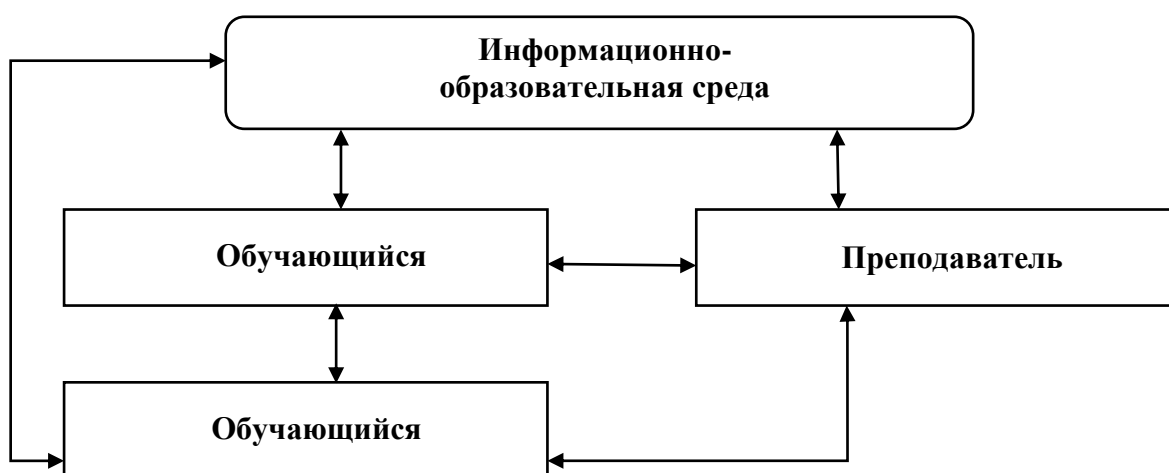 Информационно-
образовательная среда
Обучающийся
Преподаватель
Обучающийся